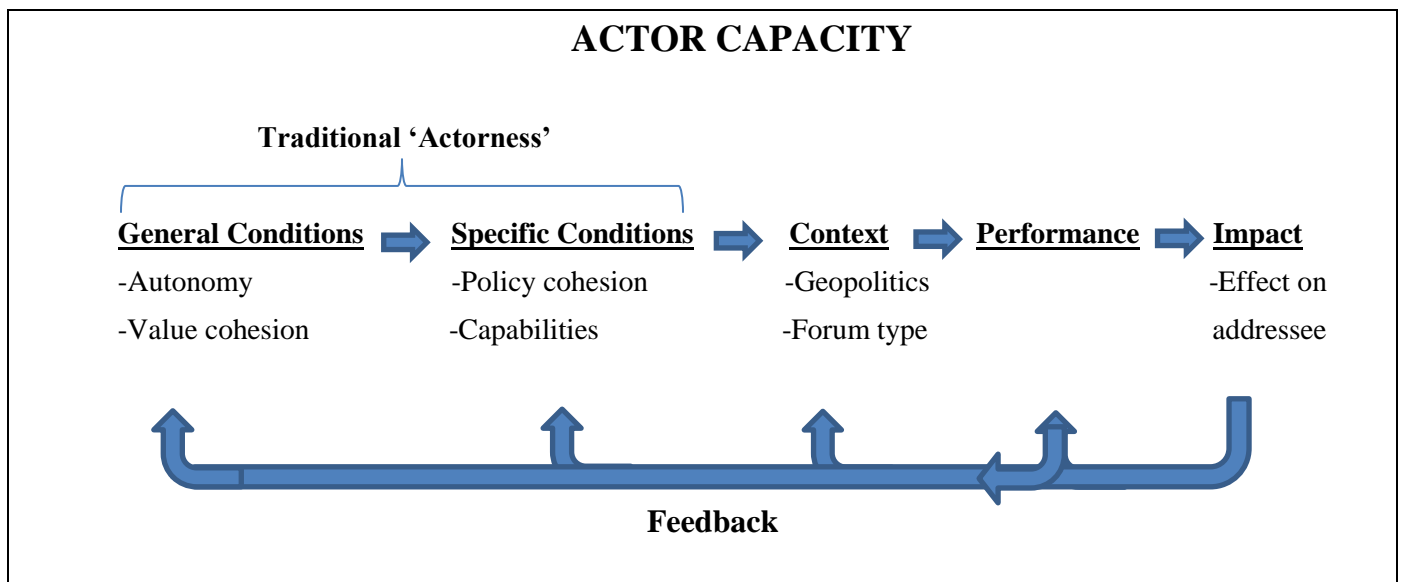 ACTOR CAPACITY
Traditional ‘Actorness’
General Conditions Specific Conditions Context Performance Impact
-Autonomy -Policy cohesion -Geopolitics -Effect on
-Value cohesion -Capabilities -Forum type addressee
Feedback